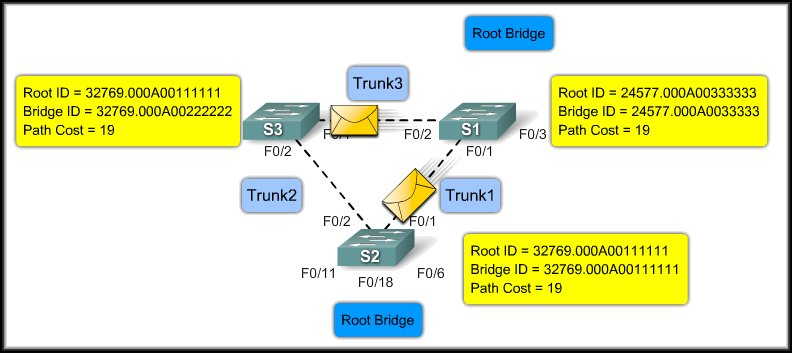 Root Bridge
Trunk3
Root ID = 32769.000A00111111
Bridge ID = 32769.000A00222222
Path Cost = 19
Root ID = 24577.000A00333333
Bridge ID = 24577.000A0033333
Path Cost = 19
S3
F0/2
S1
F0/3
F0/2
F0/1
Trunk2
Trunk1
F0/2
F0/1
S2
F0/11
F0/18
F0/6
Root ID = 32769.000A00111111
Bridge ID = 32769.000A00111111
Path Cost = 19
Root Bridge